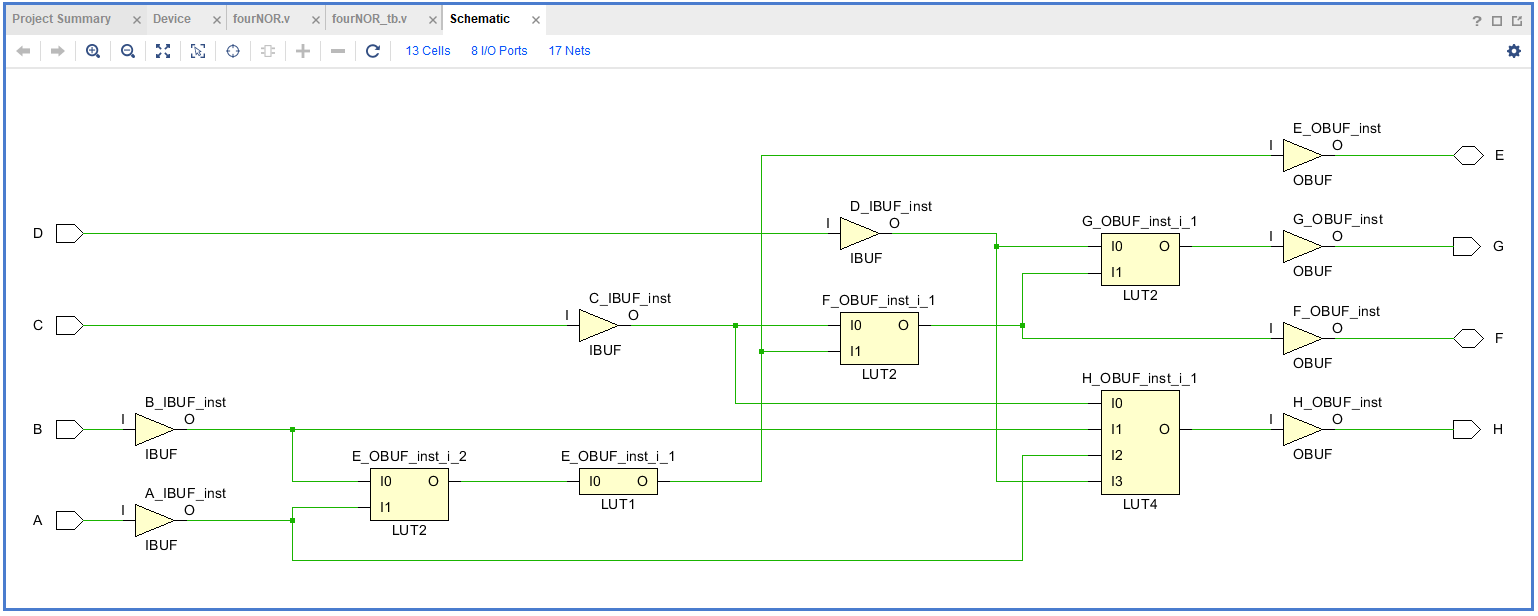 Project Summary × Device × fourNOR.v × fourNOR_tb.v × Schematic × ?
13 Cells 8 I/O Ports 17 Nets
E_OBUF_inst
I O E
OBUF
D_IBUF_inst
D I O
IBUF
G_OBUF_inst_i_1
I0 O
I1
LUT2
G_OBUF_inst
I O G
OBUF
C_IBUF_inst
C I O
IBUF
F_OBUF_inst_i_1
I0 O
I1
LUT2
F_OBUF_inst
I O F
OBUF
H_OBUF_inst_i_1
I0
I1 O
I2
I3
LUT4
H_OBUF_inst
I O H
OBUF
B_IBUF_inst
B I O
IBUF
E_OBUF_inst_i_2
I0 O
I1
LUT2
E_OBUF_inst_i_1
I0 O
LUT1
A_IBUF_inst
A I O
IBUF